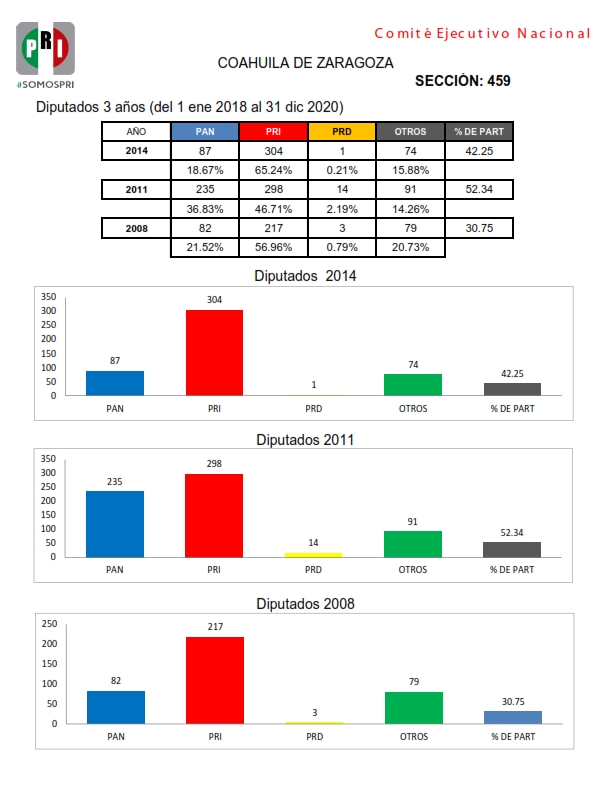 Comité Ejecutivo Nacional
PRI
#SOMOSPRI
COAHUILA DE ZARAGOZA
SECCIÓN: 459
Diputados 3 años (del 1 ene 2018 al 31 dic 2020)
AÑO PAN PRI PRD OTROS % DE PART
2014 87 304 1 74 42.25
18.67% 65.24% 0.21% 15.88%
2011 235 298 14 91 52.34
36.83% 46.71% 2.19% 14.26%
2008 82 217 3 79 30.75
21.52% 56.96% 0.79% 20.73%
Diputados 2014
350
300
250
200
150
100
50
0
87 304 1 74 42.25
PAN PRI PRD OTROS % DE PART
Diputados 2011
350
300
250
200
150
100
50
0
235 298 14 91 52.34
PAN PRI PRD OTROS % DE PART
Diputados 2008
250
200
150
100
50
0
82 217 3 79 30.75
PAN PRI PRD OTROS % DE PART